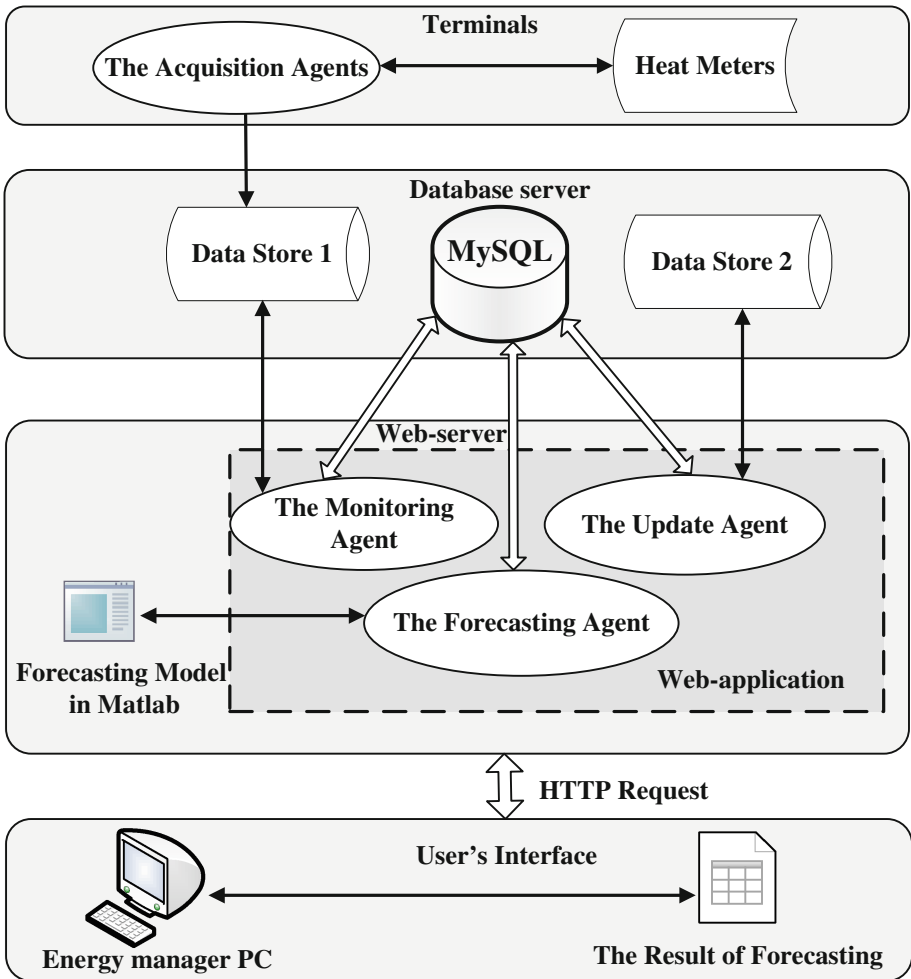 Terminals
The Acquisition Agents
Heat Meters
Database server
Data Store 1
MySQL
Data Store 2
Web-server
The Monitoring
Agent
The Update Agent
The Forecasting Agent
Forecasting Model
in Matlab
Web-application
HTTP Request
User's Interface
Energy manager PC
The Result of Forecasting